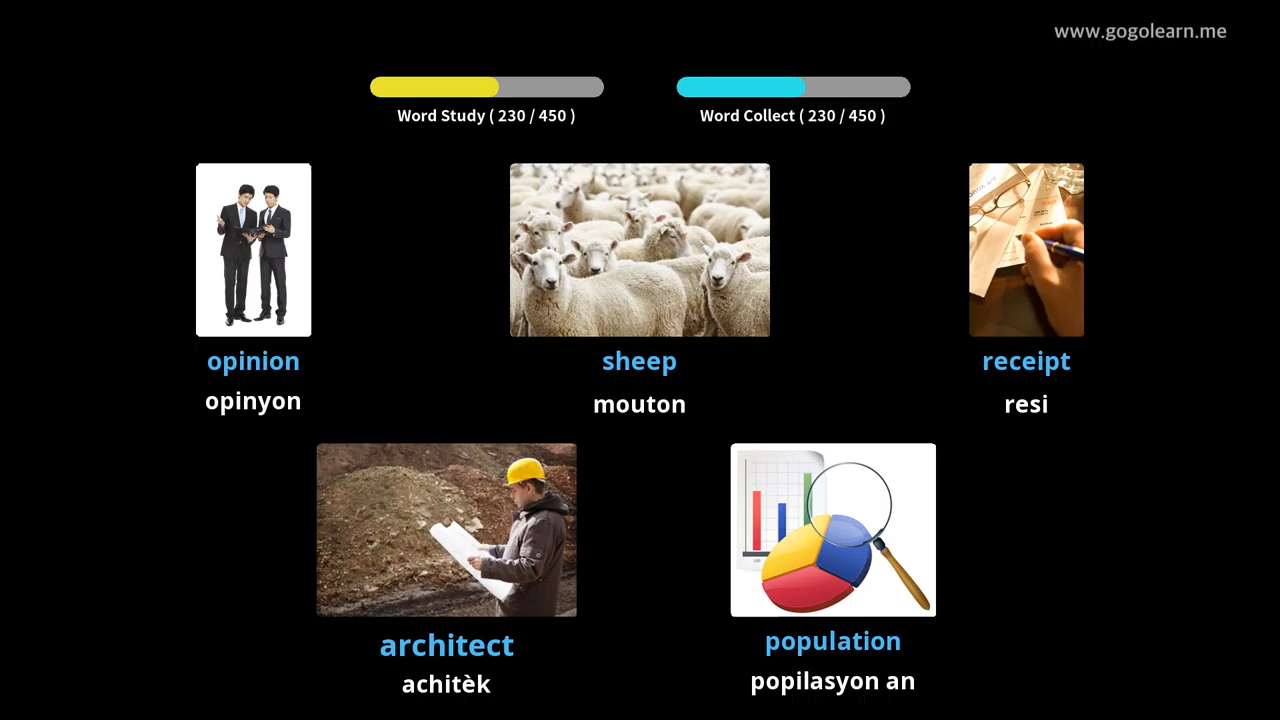 www.gogolearn.me
Word Study ( 230 / 450 )
Word Collect ( 230 / 450 )
opinion
opinyon
sheep
mouton
receipt
resi
architect
achitèk
population
popilasyon an